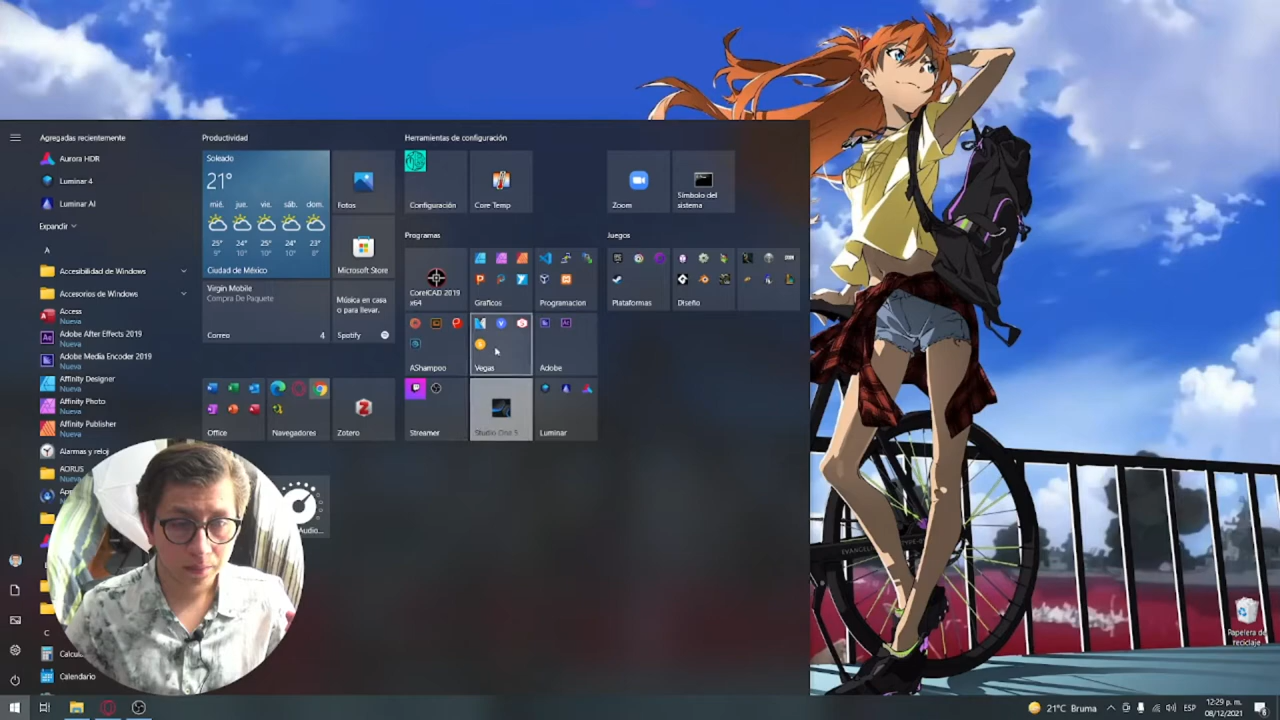 Agregadas recientemente
Aurora HDR
Luminar 4
Luminar AI
Expandir
A
Accesibilidad de Windows
Accesorios de Windows
Access
Nueva
Adobe After Effects 2019
Adobe Media Encoder 2019
Affinity Designer
Nueva
Affinity Photo
Nueva
Affinity Publisher
Nueva
Alarmas y reloj
AORUS
Nueva
C
Calendario
Productividad
Soleado
21°
mié. jue. vie. sáb. dom.
25° 24° 25° 24° 23°
Ciudad de México
Fotos
Microsoft Store
Virgin Mobile
Compra De Paquete
Correo 4
Música en casa
o para llevar.
Spotify
Office
Navegadores
Zotero
Herramientas de configuración
Configuración
Core Temp
Zoom
Símbolo del
sistema
Programas
CorelCAD 2019
x64
Gráficos
Programacion
AShampoo
Vegas
Adobe
Streamer
Studio One 5
Luminar
Juegos
Plataformas
Diseño
Papelera de
reciclaje
21°C Bruma
ESP
12:29 p. m.
08/12/2021
6